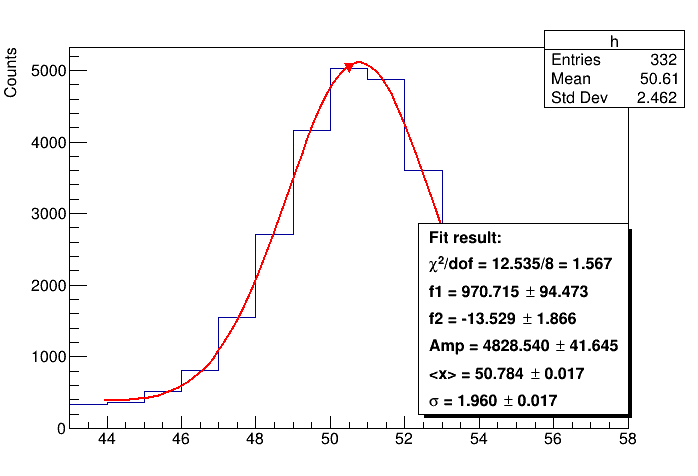 h
Entries 332
Mean 50.61
Std Dev 2.462
Counts
5000
4000
3000
2000
1000
0
Fit result:
χ²/dof = 12.535/8 = 1.567
f1 = 970.715 ± 94.473
f2 = -13.529 ± 1.866
Amp = 4828.540 ± 41.645
<x> = 50.784 ± 0.017
σ = 1.960 ± 0.017
44 46 48 50 52 54 56 58